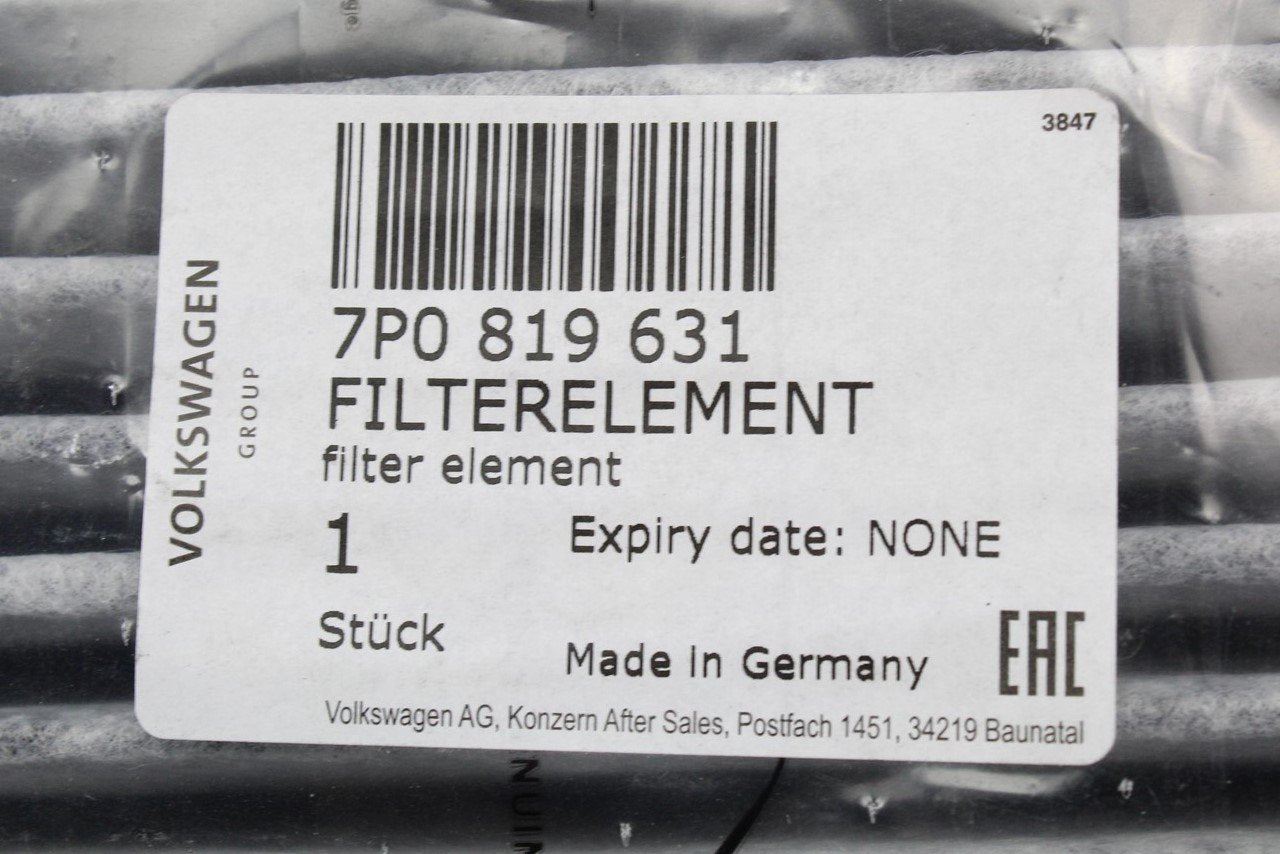 3847
VOLKSWAGEN
GROUP
7P0 819 631
FILTERELEMENT
filter element
1
Expiry date: NONE
Stück
Made in Germany
EAC
Volkswagen AG, Konzern After Sales, Postfach 1451, 34219 Baunatal